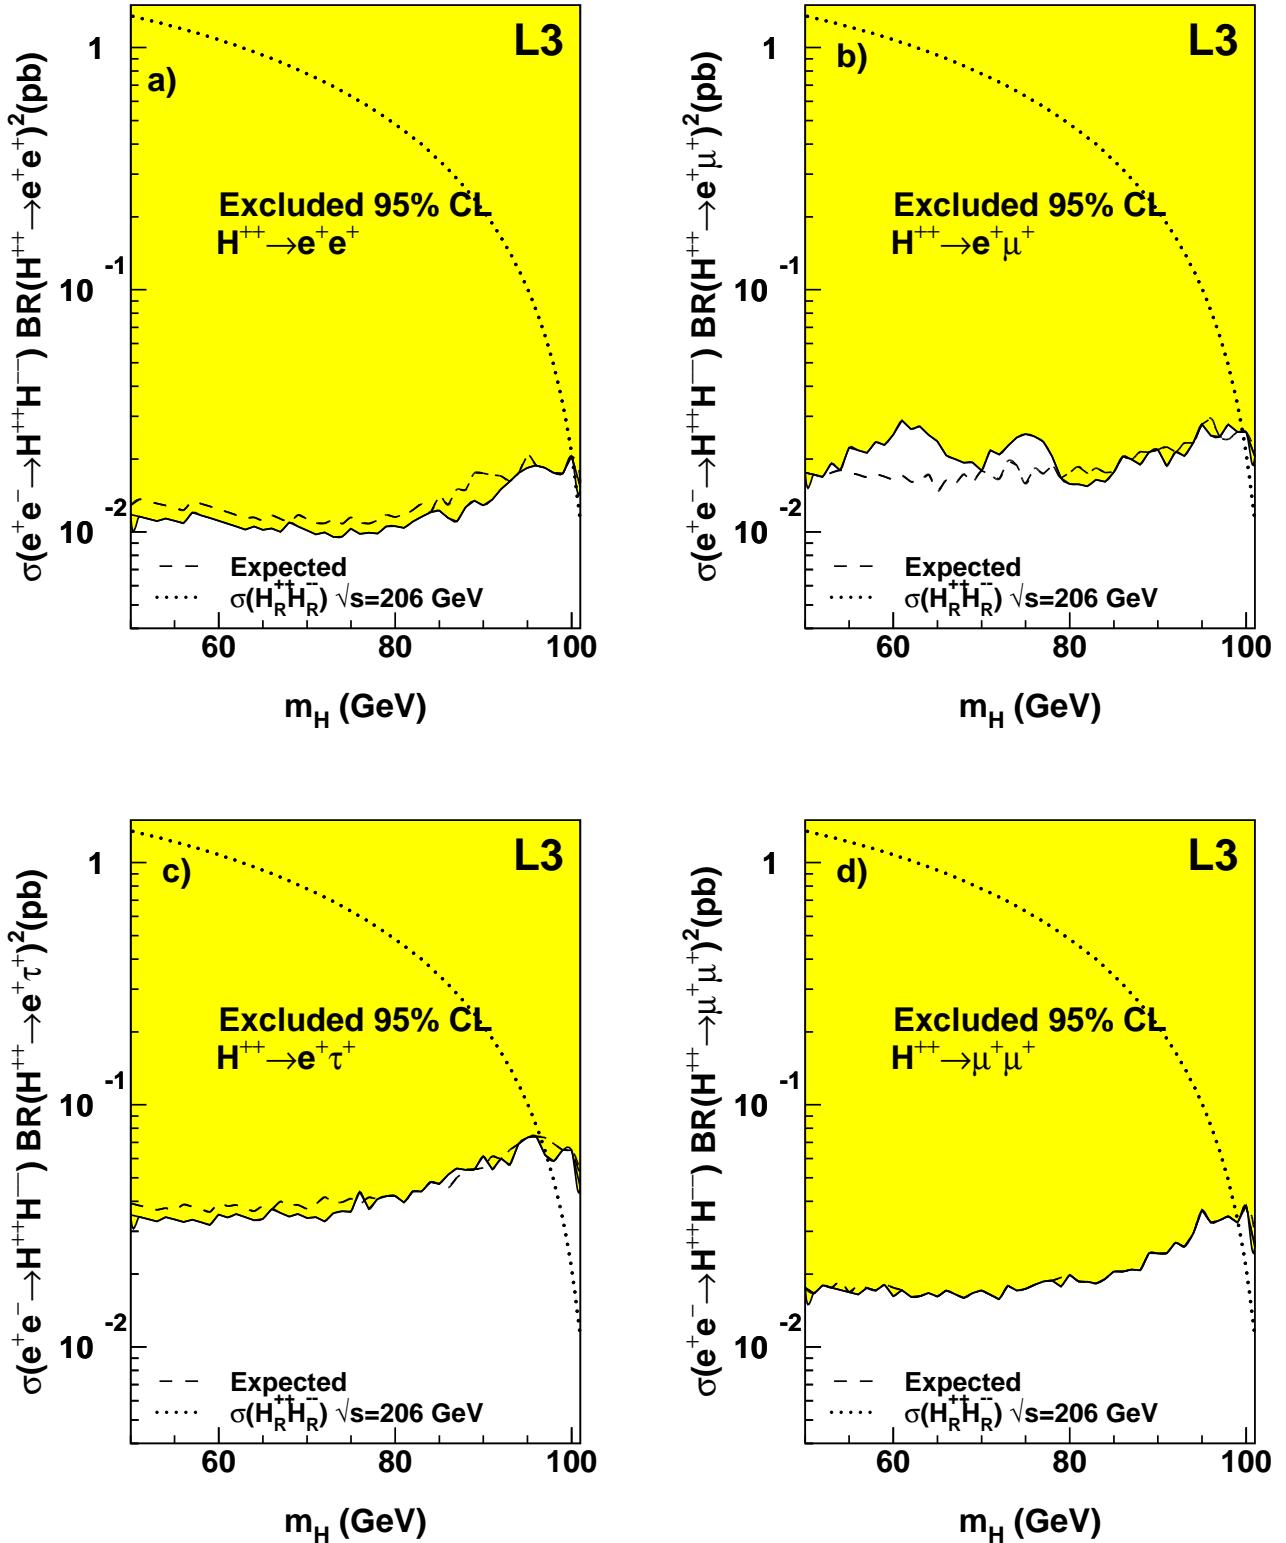 L3
a)
σ(e⁺e⁻→H⁺⁺H⁻⁻) BR(H⁺⁺→e⁺e⁺)²(pb)
1
10⁻¹
10⁻²
Excluded 95% CL
H⁺⁺→e⁺e⁺
Expected
σ(H_R⁺⁺H_R⁻⁻) √s=206 GeV
60 80 100
m_H (GeV)
L3
b)
σ(e⁺e⁻→H⁺⁺H⁻⁻) BR(H⁺⁺→e⁺μ⁺)²(pb)
1
10⁻¹
10⁻²
Excluded 95% CL
H⁺⁺→e⁺μ⁺
Expected
σ(H_R⁺⁺H_R⁻⁻) √s=206 GeV
60 80 100
m_H (GeV)
L3
c)
σ(e⁺e⁻→H⁺⁺H⁻⁻) BR(H⁺⁺→e⁺τ⁺)²(pb)
1
10⁻¹
10⁻²
Excluded 95% CL
H⁺⁺→e⁺τ⁺
Expected
σ(H_R⁺⁺H_R⁻⁻) √s=206 GeV
60 80 100
m_H (GeV)
L3
d)
σ(e⁺e⁻→H⁺⁺H⁻⁻) BR(H⁺⁺→μ⁺μ⁺)²(pb)
1
10⁻¹
10⁻²
Excluded 95% CL
H⁺⁺→μ⁺μ⁺
Expected
σ(H_R⁺⁺H_R⁻⁻) √s=206 GeV
60 80 100
m_H (GeV)